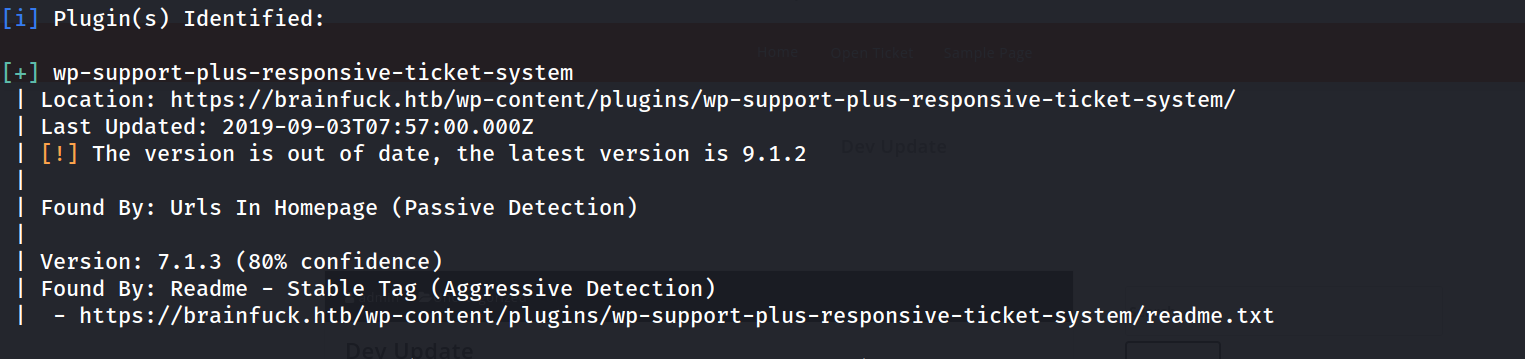 [i] Plugin(s) Identified:
Home Open Ticket Sample Page
[+] wp-support-plus-responsive-ticket-system
| Location: https://brainfuck.htb/wp-content/plugins/wp-support-plus-responsive-ticket-system/
| Last Updated: 2019-09-03T07:57:00.000Z
| [!] The version is out of date, the latest version is 9.1.2
Dev Update
|
| Found By: Urls In Homepage (Passive Detection)
|
| Version: 7.1.3 (80% confidence)
| Found By: Readme - Stable Tag (Aggressive Detection)
|  - https://brainfuck.htb/wp-content/plugins/wp-support-plus-responsive-ticket-system/readme.txt
Dev Update